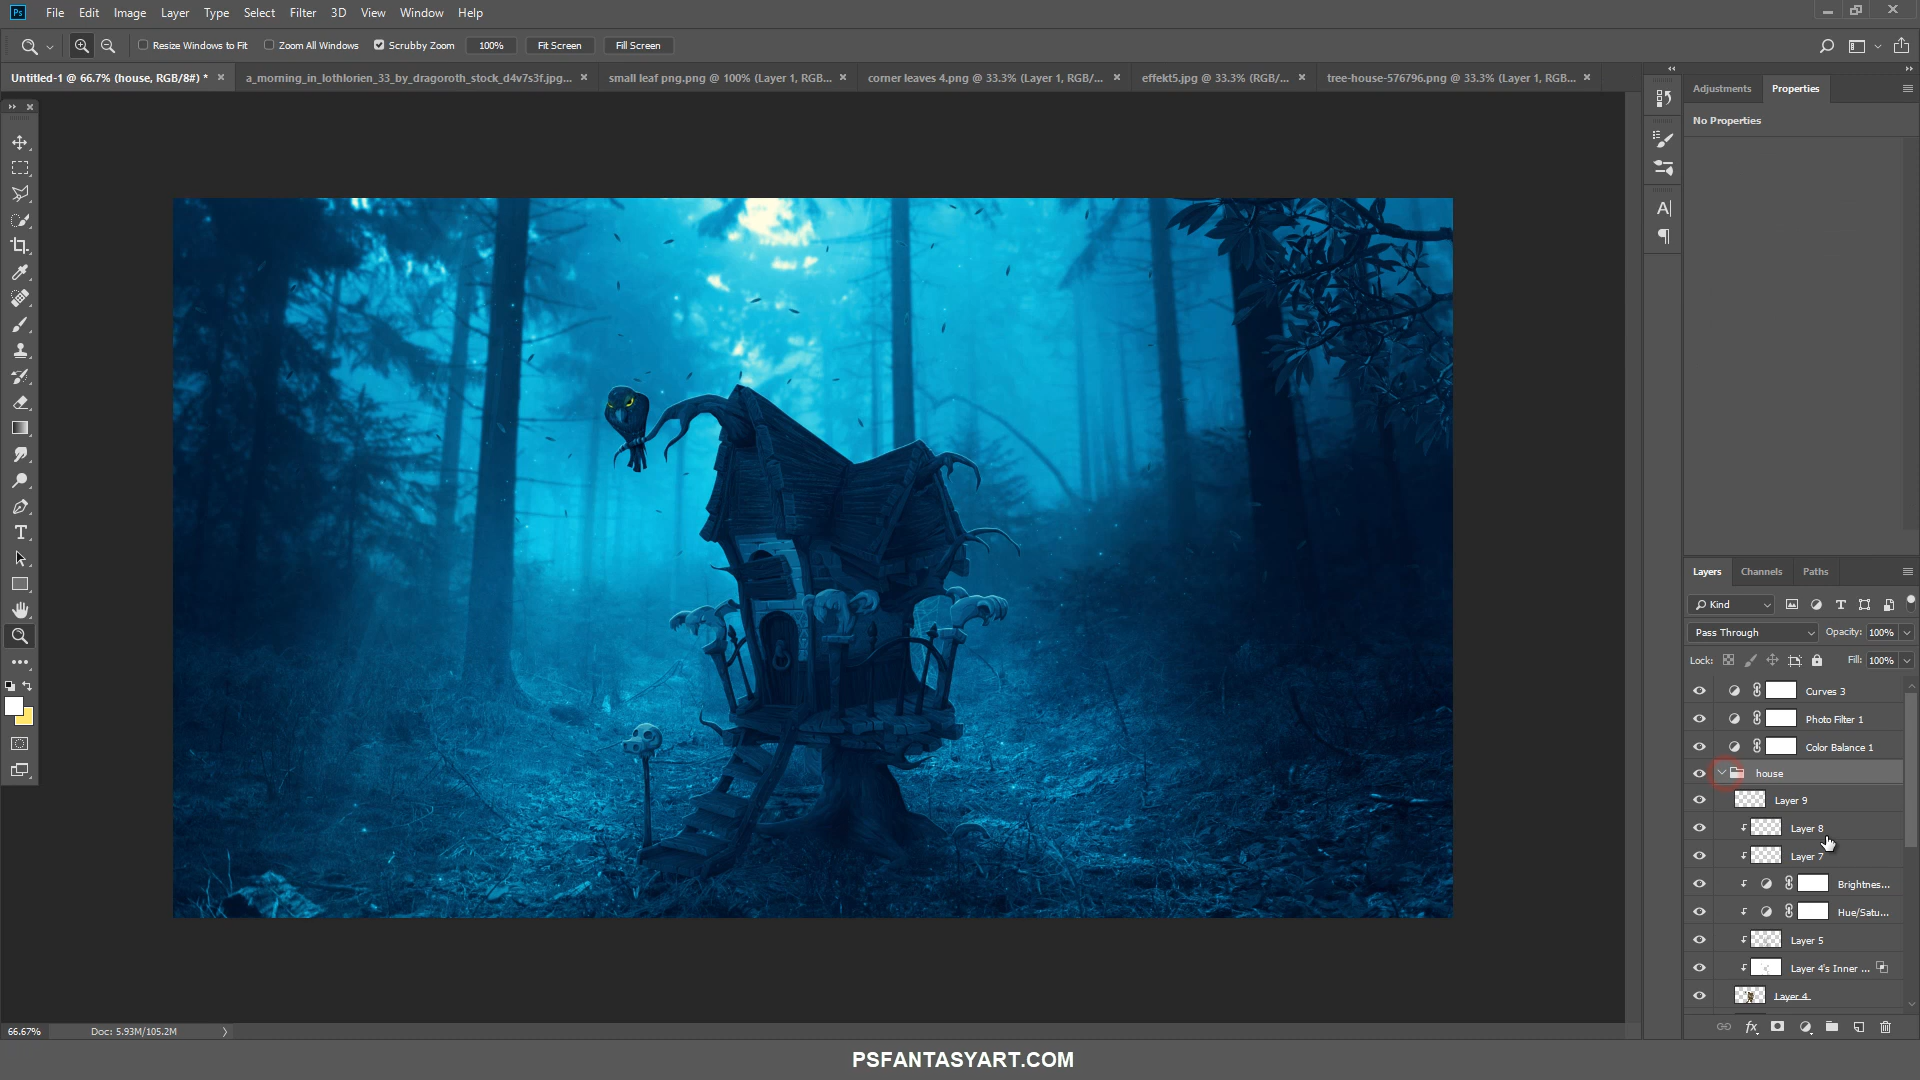 Ps File Edit Image Layer Type Select Filter 3D View Window Help
Resize Windows to Fit Zoom All Windows Scrubby Zoom 100% Fit Screen Fill Screen
Untitled-1 @ 66.7% (house, RGB/8#) * a_morning_in_lothlorien_33_by_dragoroth_stock_d4v7s3f.jpg... small leaf png.png @ 100% (Layer 1, RGB... corner leaves 4.png @ 33.3% (Layer 1, RGB/... effekt5.jpg @ 33.3% (RGB/... tree-house-576796.png @ 33.3% (Layer 1, RGB...
Adjustments Properties
No Properties
Layers Channels Paths
Kind
Pass Through Opacity: 100%
Lock: Fill: 100%
Curves 3
Photo Filter 1
Color Balance 1
house
Layer 9
Layer 8
Layer 7
Brightnes...
Hue/Satu...
Layer 5
Layer 4's Inner ...
Layer 4
66.67% Doc: 5.93M/105.2M
PSFANTASYART.COM